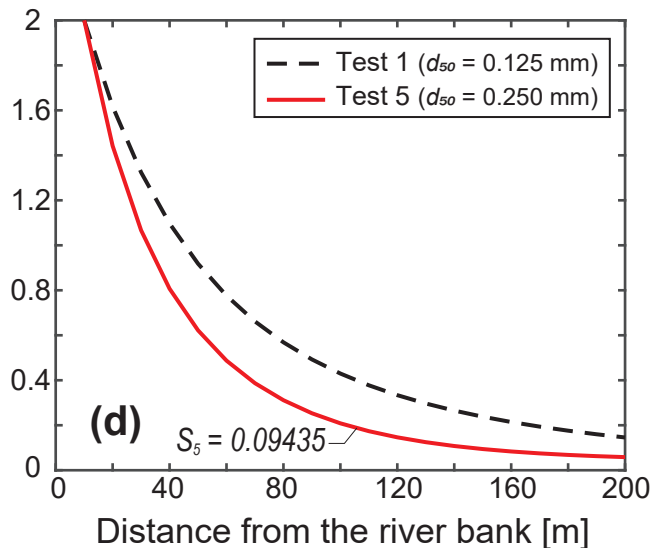 2
1.6
1.2
0.8
0.4
0
Test 1 (d50 = 0.125 mm)
Test 5 (d50 = 0.250 mm)
(d)
S5 = 0.09435
0 40 80 120 160 200
Distance from the river bank [m]